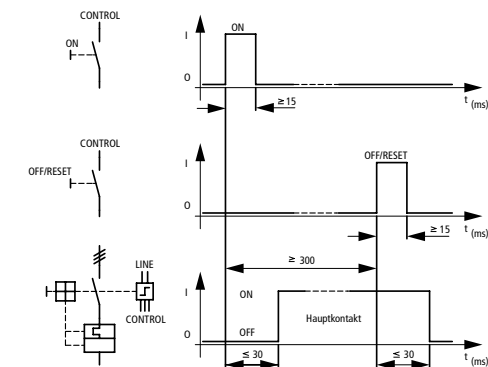 CONTROL
ON
I
ON
O
≥ 15
t (ms)
CONTROL
OFF/RESET
I
OFF/RESET
O
≥ 15
t (ms)
≥ 300
LINE
CONTROL
I
ON
Hauptkontakt
O
OFF
≤ 30
≤ 30
t (ms)